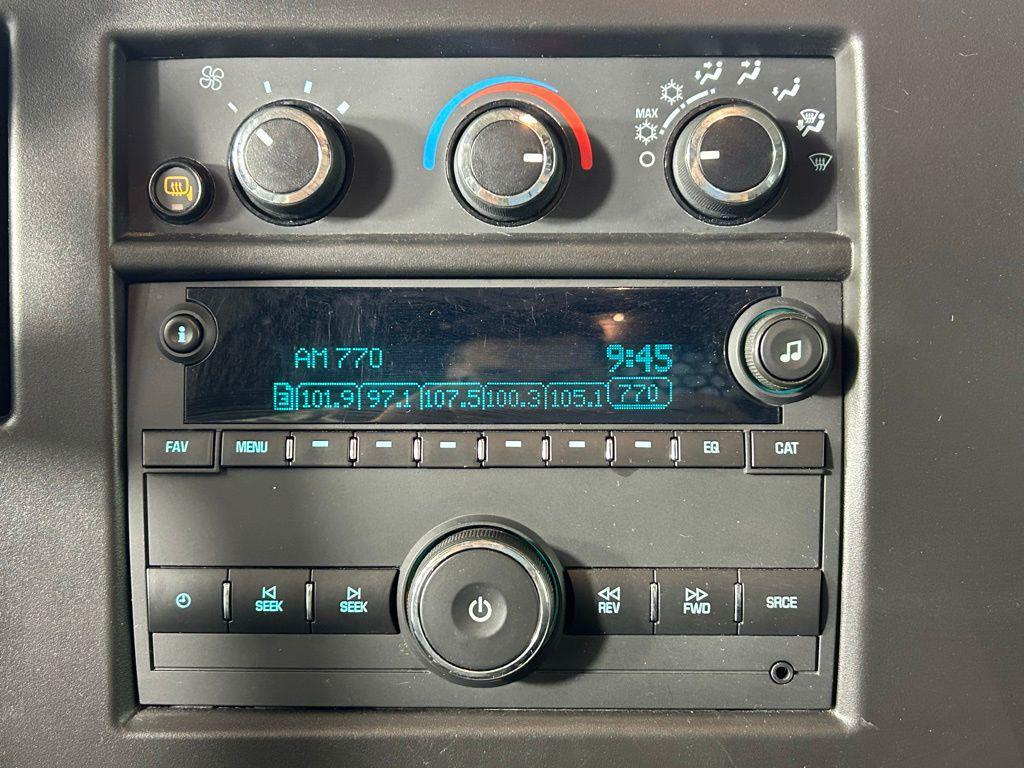 MAX
i
AM 770 9:45
3 101.9 97.1 107.5 100.3 105.1 770
FAV MENU EQ CAT
SEEK SEEK REV FWD SRCE